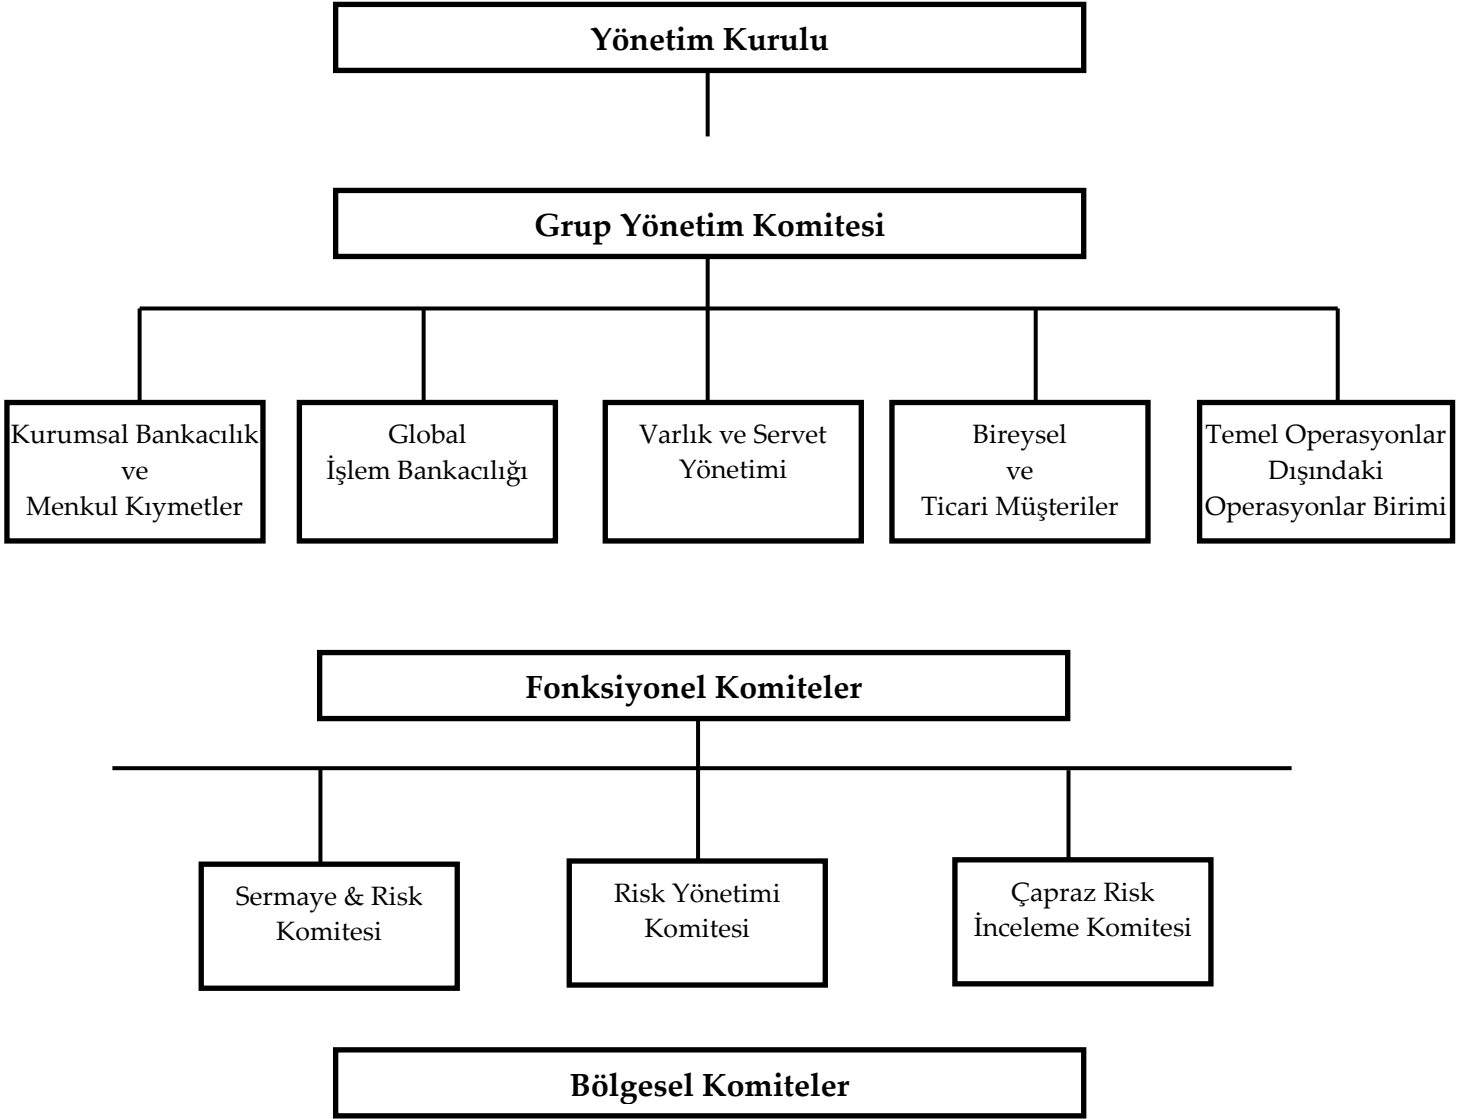 Yönetim Kurulu
Grup Yönetim Komitesi
Kurumsal Bankacılık
ve
Menkul Kıymetler
Global
İşlem Bankacılığı
Varlık ve Servet
Yönetimi
Bireysel
ve
Ticari Müşteriler
Temel Operasyonlar
Dışındaki
Operasyonlar Birimi
Fonksiyonel Komiteler
Sermaye & Risk
Komitesi
Risk Yönetimi
Komitesi
Çapraz Risk
İnceleme Komitesi
Bölgesel Komiteler